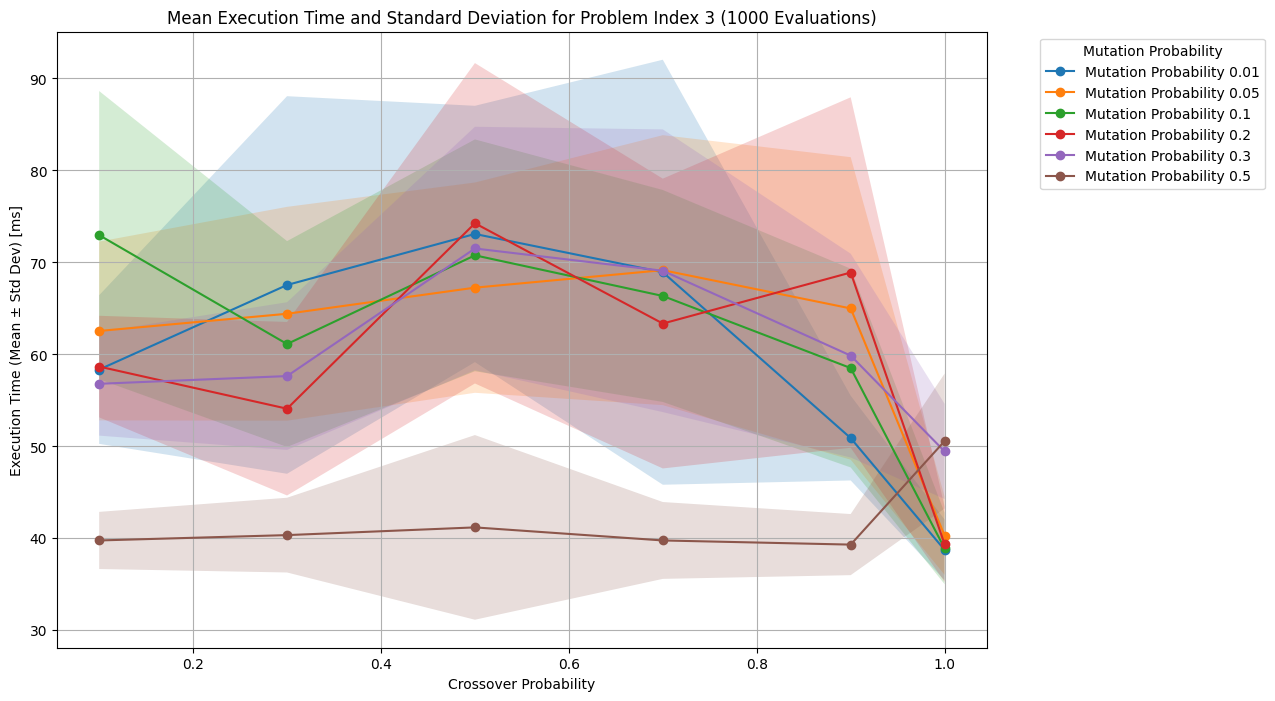 Mean Execution Time and Standard Deviation for Problem Index 3 (1000 Evaluations)
Execution Time (Mean ± Std Dev) [ms]
90
80
70
60
50
40
30
0.2
0.4
0.6
0.8
1.0
Crossover Probability
Mutation Probability
Mutation Probability 0.01
Mutation Probability 0.05
Mutation Probability 0.1
Mutation Probability 0.2
Mutation Probability 0.3
Mutation Probability 0.5